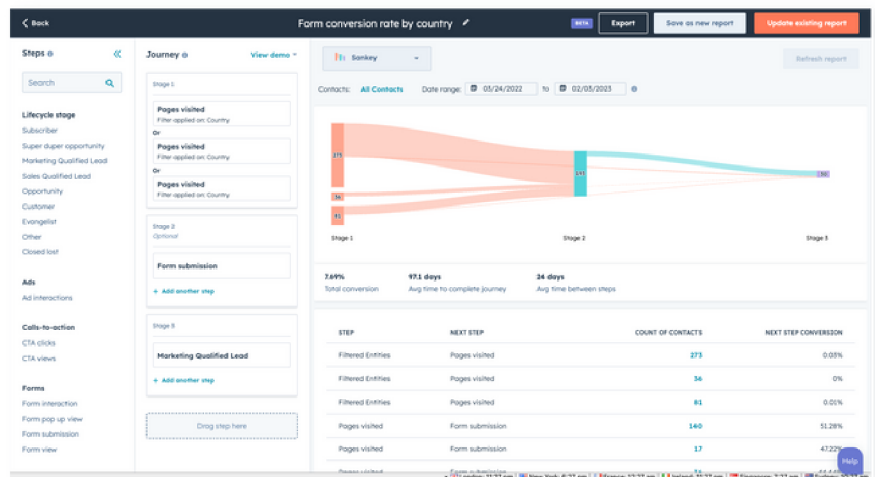 Back
Form conversion rate by country
BETA
Export
Save as new report
Update existing report
Steps
Journey
View demo
Sankey
Refresh report
Search
Contacts: All Contacts Date range: 03/24/2022 to 02/03/2023
Stage 1:
Pages visited
Filter applied on: Country
Or
Pages visited
Filter applied on: Country
Or
Pages visited
Filter applied on: Country
Stage 2
Optional
Form submission
+ Add another step
Stage 3
Marketing Qualified Lead
+ Add another step
Drag step here
Lifecycle stage
Subscriber
Super duper opportunity
Marketing Qualified Lead
Sales Qualified Lead
Opportunity
Customer
Evangelist
Other
Closed lost
Ads
Ad interactions
Calls-to-action
CTA clicks
CTA views
Forms
Form interaction
Form pop up view
Form submission
Form view
273
36
81
Stage 1
Stage 2
Stage 3
7.69%
Total conversion
97.1 days
Avg time to complete journey
24 days
Avg time between steps
STEP NEXT STEP COUNT OF CONTACTS NEXT STEP CONVERSION
Filtered Entities Pages visited 273 0.03%
Filtered Entities Pages visited 36 0%
Filtered Entities Pages visited 81 0.01%
Pages visited Form submission 140 51.28%
Pages visited Form submission 17 47.22%
Pages visited Form submission
Help